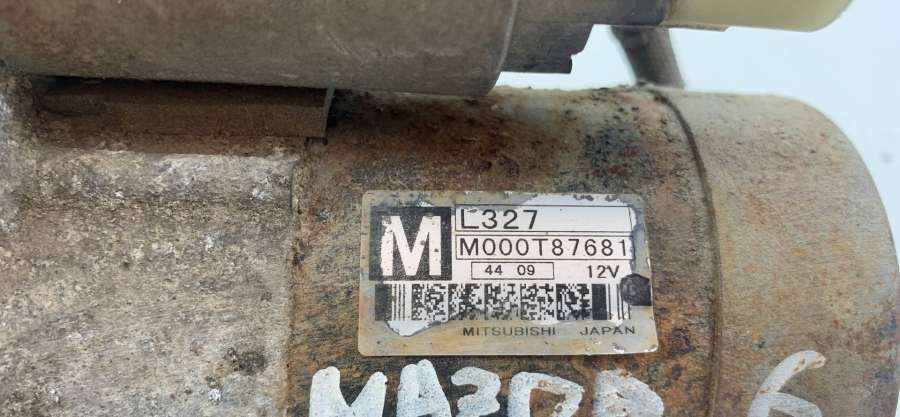 M
L327
M000T87681
44 09 12V
MITSUBISHI JAPAN
MAZDA 6